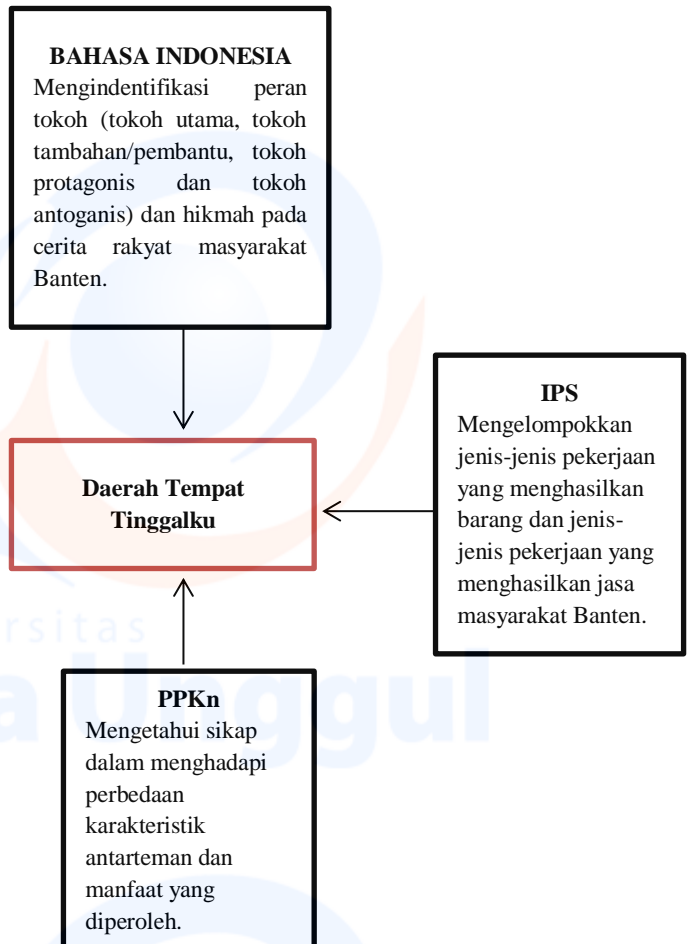 BAHASA INDONESIA
Mengindentifikasi peran
tokoh (tokoh utama, tokoh
tambahan/pembantu, tokoh
protagonis dan tokoh
antoganis) dan hikmah pada
cerita rakyat masyarakat
Banten.
IPS
Mengelompokkan
jenis-jenis pekerjaan
yang menghasilkan
barang dan jenis-
jenis pekerjaan yang
menghasilkan jasa
masyarakat Banten.
Daerah Tempat
Tinggalku
rsitas
a Unggul
PPKn
Mengetahui sikap
dalam menghadapi
perbedaan
karakteristik
antarteman dan
manfaat yang
diperoleh.